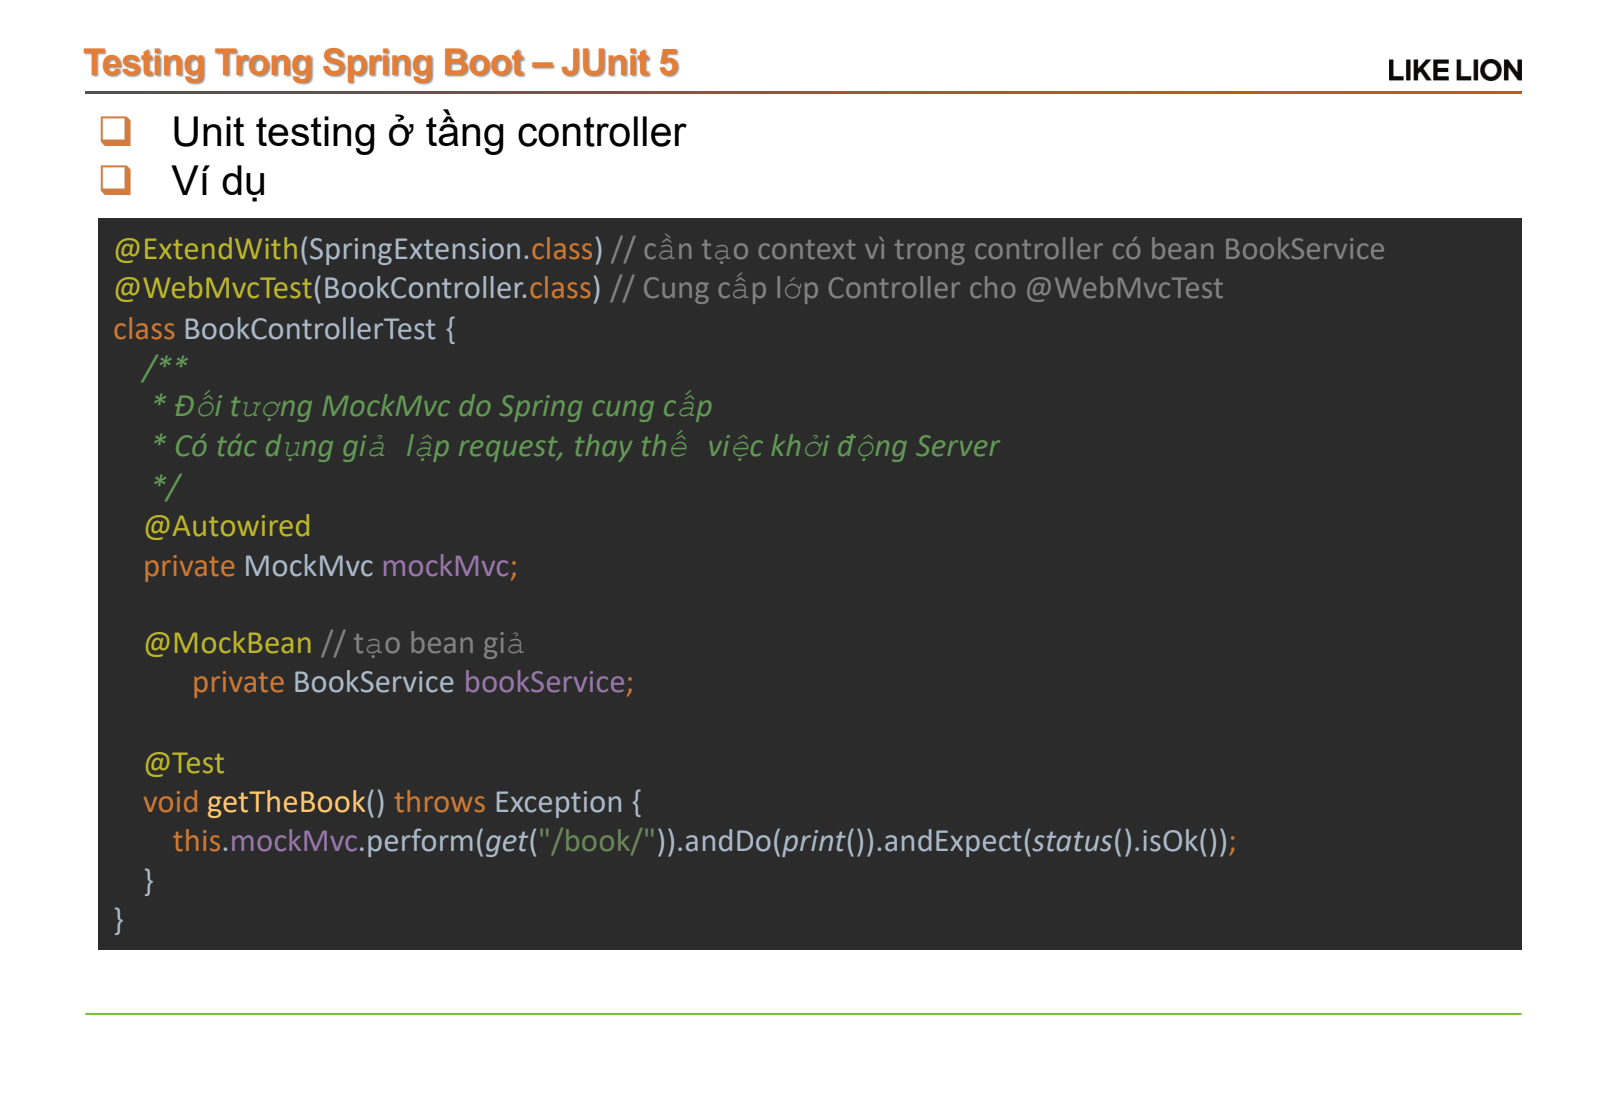 Testing Trong Spring Boot – JUnit 5
LIKE LION
Unit testing ở tầng controller
Ví dụ
@ExtendWith(SpringExtension.class) // cần tạo context vì trong controller có bean BookService
@WebMvcTest(BookController.class) // Cung cấp lớp Controller cho @WebMvcTest
class BookControllerTest {
/**
* Đối tượng MockMvc do Spring cung cấp
* Có tác dụng giả lập request, thay thế việc khởi động Server
*/
@Autowired
private MockMvc mockMvc;
@MockBean // tạo bean giả
private BookService bookService;
@Test
void getTheBook() throws Exception {
this.mockMvc.perform(get("/book/")).andDo(print()).andExpect(status().isOk());
}
}